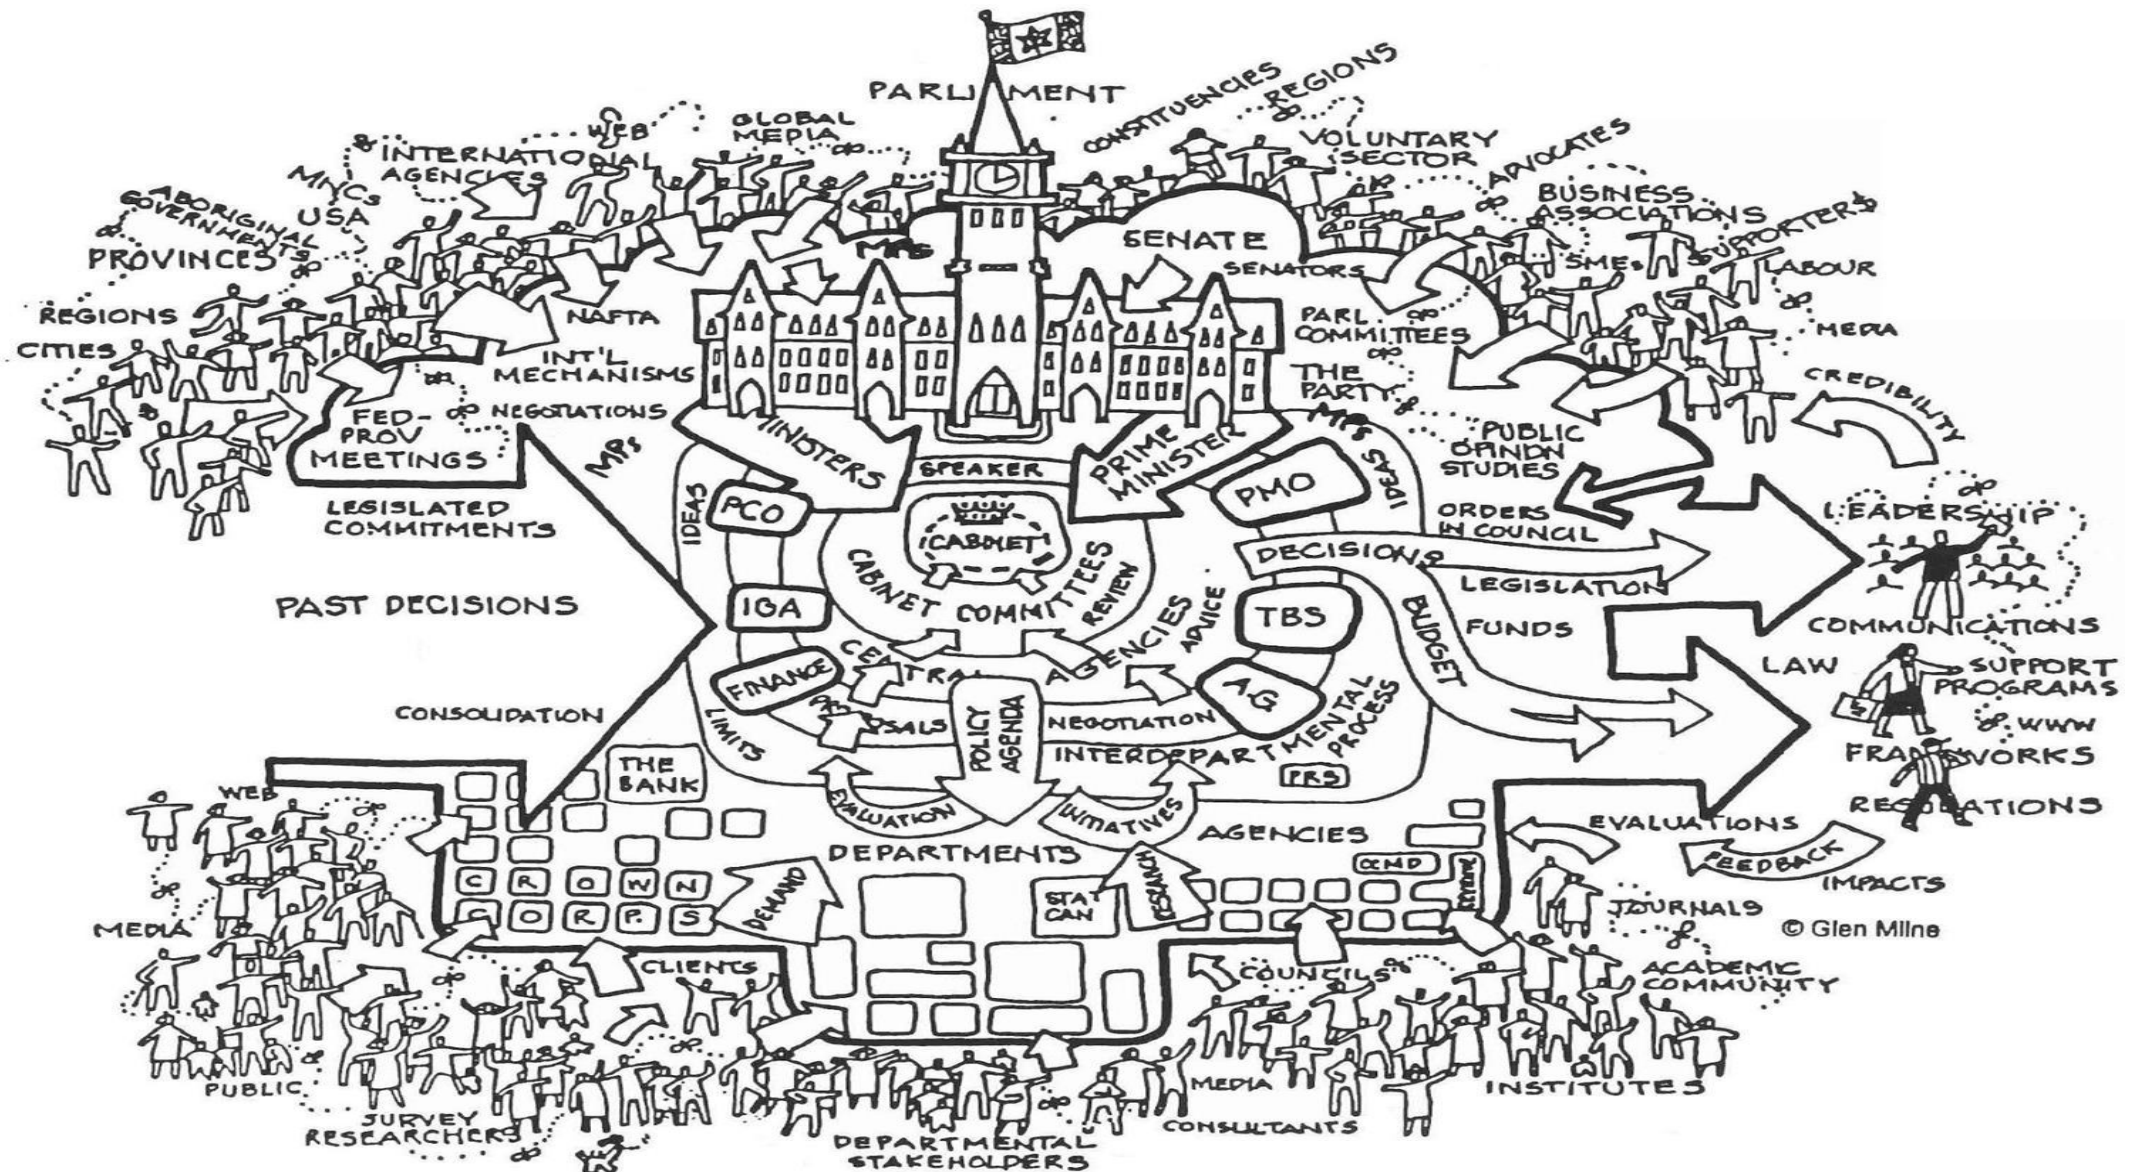 PARLIAMENT
CONSTITUENCIES
REGIONS
WEB
GLOBAL
MEDIA
INTERNATIONAL
AGENCIES
MNCs
USA
ABORIGINAL
GOVERNMENTS
PROVINCES
REGIONS
CITIES
VOLUNTARY
SECTOR
ADVOCATES
BUSINESS
ASSOCIATIONS
SUPPORTERS
SMEs
LABOUR
MEDIA
CREDIBILITY
MPs
SENATE
SENATORS
NAFTA
INT'L
MECHANISMS
NEGOTIATIONS
FED-
PROV
MEETINGS
MPs
LEGISLATED
COMMITMENTS
PARL.
COMMITTEES
THE
PARTY
MPs
PUBLIC
OPINON
STUDIES
MINISTERS
SPEAKER
PRIME
MINISTER
IDEAS
PCO
CABINET
CABINET COMMITTEES
REVIEW
PMO
IDEAS
ORDERS
IN COUNCIL
DECISIONS
LEGISLATION
LEADERSHIP
COMMUNICATIONS
PAST DECISIONS
IGA
CENTRAL AGENCIES
ADVICE
TBS
BUDGET
FUNDS
LAW
SUPPORT
PROGRAMS
& WWW
FRAMEWORKS
REGULATIONS
CONSOLIDATION
FINANCE
LIMITS
POLICY
AGENDA
NEGOTIATION
A.G.
INTERDEPARTMENTAL
PROCESS
PRS
THE
BANK
EVALUATION
INITIATIVES
DEPARTMENTS
AGENCIES
EVALUATIONS
FEEDBACK
IMPACTS
WEB
CROWN
CORPS
DEMAND
STAT
CAN
RESEARCH
JOURNALS
© Glen Milne
MEDIA
CLIENTS
COUNCILS
ACADEMIC
COMMUNITY
PUBLIC
SURVEY
RESEARCHERS
DEPARTMENTAL
STAKEHOLDERS
MEDIA
CONSULTANTS
INSTITUTES